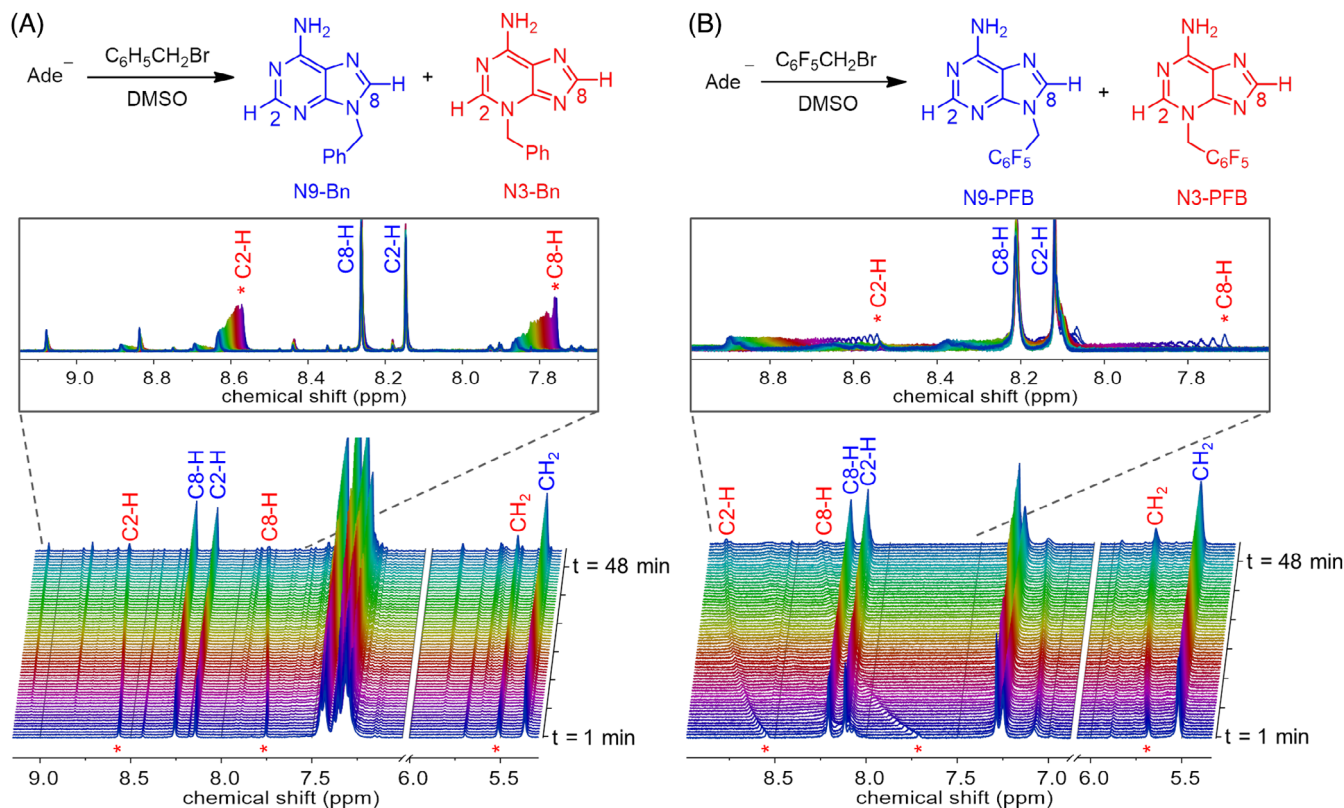 (A)
Ade⁻
C₆H₅CH₂Br
DMSO
NH₂
N
N
N
N
H
2
8
H
Ph
N9-Bn
+
NH₂
N
N
N
N
H
2
8
H
Ph
N3-Bn
* C2-H
C8-H
C2-H
* C8-H
9.0 8.8 8.6 8.4 8.2 8.0 7.8
chemical shift (ppm)
C2-H
C8-H
C2-H
C8-H
CH₂
CH₂
t = 48 min
t = 1 min
* * *
9.0 8.5 8.0 7.5 6.0 5.5
chemical shift (ppm)
(B)
Ade⁻
C₆F₅CH₂Br
DMSO
NH₂
N
N
N
N
H
2
8
H
C₆F₅
N9-PFB
+
NH₂
N
N
N
N
H
2
8
H
C₆F₅
N3-PFB
* C2-H
C8-H
C2-H
* C8-H
8.8 8.6 8.4 8.2 8.0 7.8
chemical shift (ppm)
C2-H
C8-H
C8-H
C2-H
CH₂
CH₂
t = 48 min
t = 1 min
* * *
8.5 8.0 7.5 7.0 6.0 5.5
chemical shift (ppm)